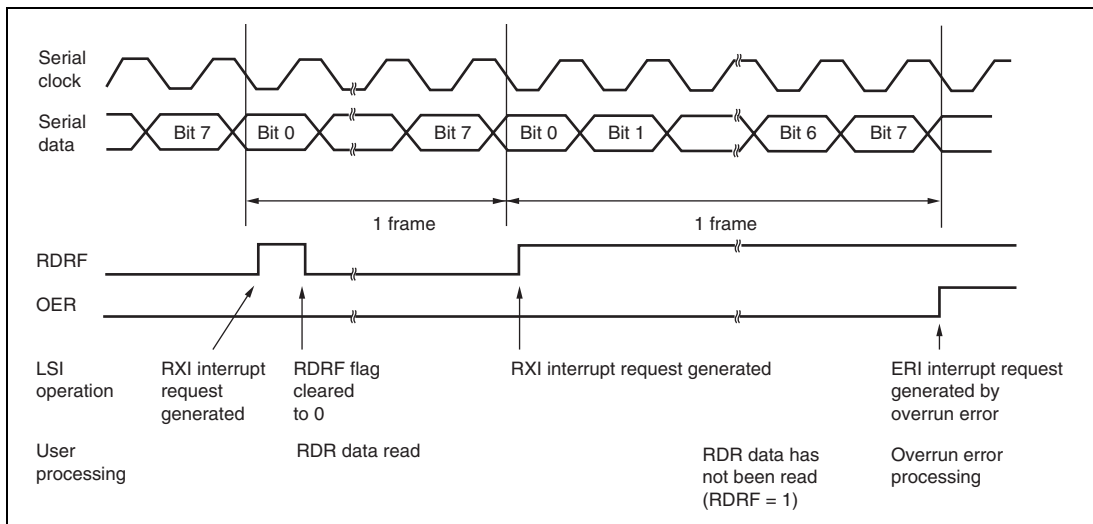 Serial
clock
Serial
data
Bit 7 Bit 0 Bit 7 Bit 0 Bit 1 Bit 6 Bit 7
1 frame 1 frame
RDRF
OER
LSI
operation
RXI interrupt
request
generated
RDRF flag
cleared
to 0
RXI interrupt request generated
ERI interrupt request
generated by
overrun error
User
processing
RDR data read
RDR data has
not been read
(RDRF = 1)
Overrun error
processing